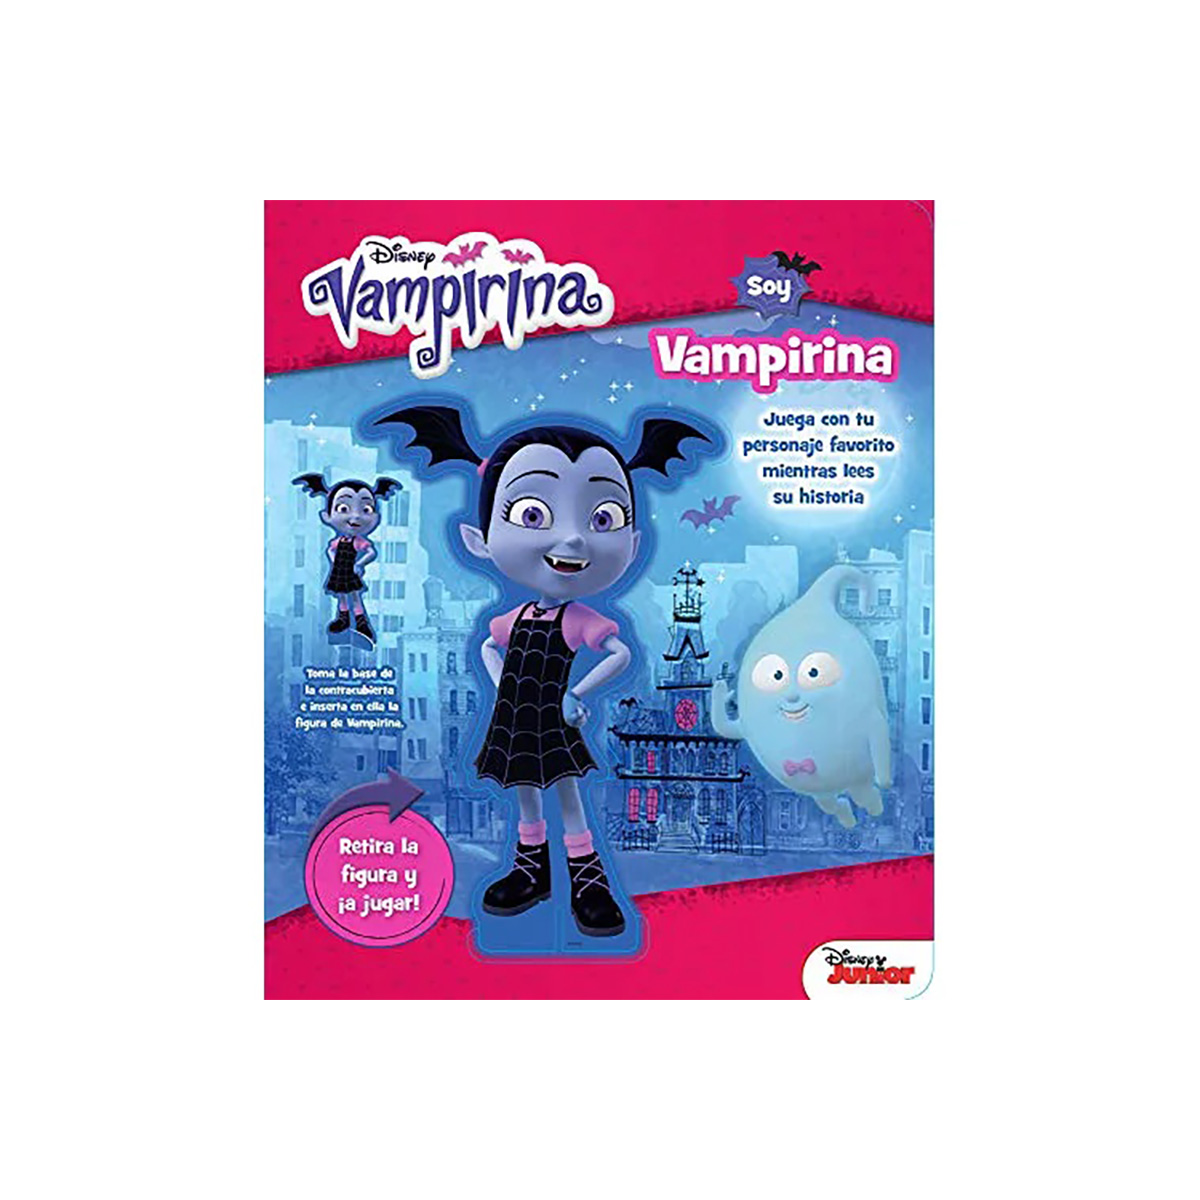 Disney
Vampirina
Soy
Vampirina
Juega con tu
personaje favorito
mientras lees
su historia
Toma la base de
la contracubierta
e inserta en ella la
figura de Vampirina.
Retira la
figura y
¡a jugar!
Disney
Junior